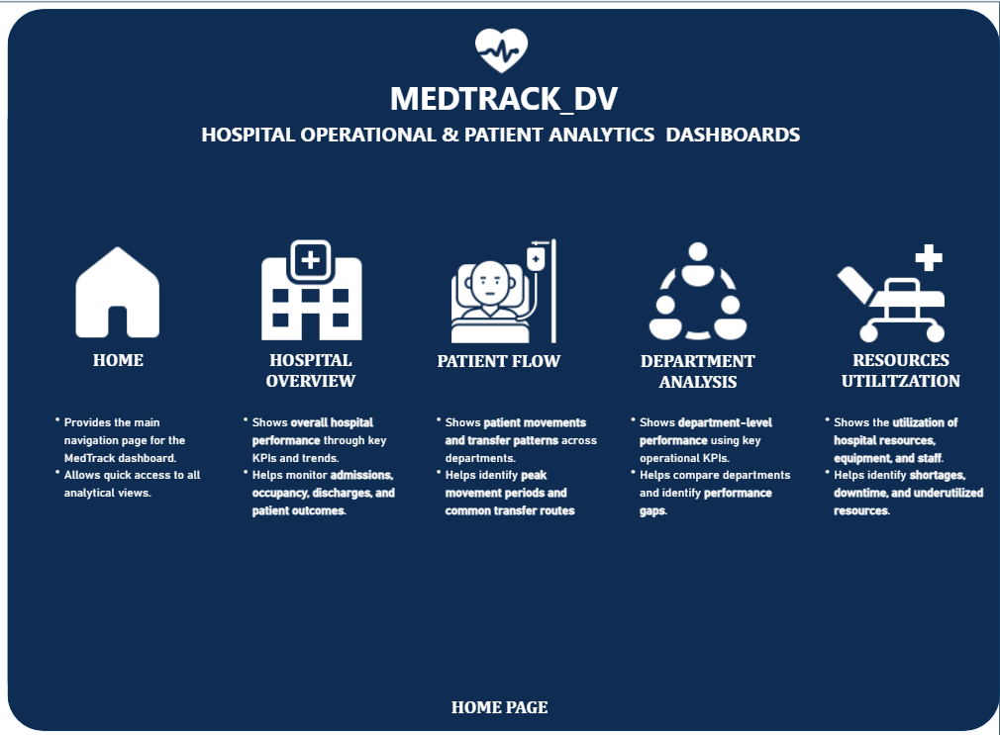 MEDTRACK_DV
HOSPITAL OPERATIONAL & PATIENT ANALYTICS DASHBOARDS
HOME
• Provides the main
navigation page for the
MedTrack dashboard.
• Allows quick access to all
analytical views.
HOSPITAL
OVERVIEW
• Shows overall hospital
performance through key
KPIs and trends.
• Helps monitor admissions,
occupancy, discharges, and
patient outcomes.
PATIENT FLOW
• Shows patient movements
and transfer patterns across
departments.
• Helps identify peak
movement periods and
common transfer routes
DEPARTMENT
ANALYSIS
• Shows department-level
performance using key
operational KPIs.
• Helps compare departments
and identify performance
gaps.
RESOURCES
UTILITZATION
• Shows the utilization of
hospital resources,
equipment, and staff.
• Helps identify shortages,
downtime, and underutilized
resources.
HOME PAGE